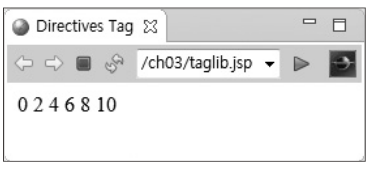 Directives Tag
/ch03/taglib.jsp
0 2 4 6 8 10